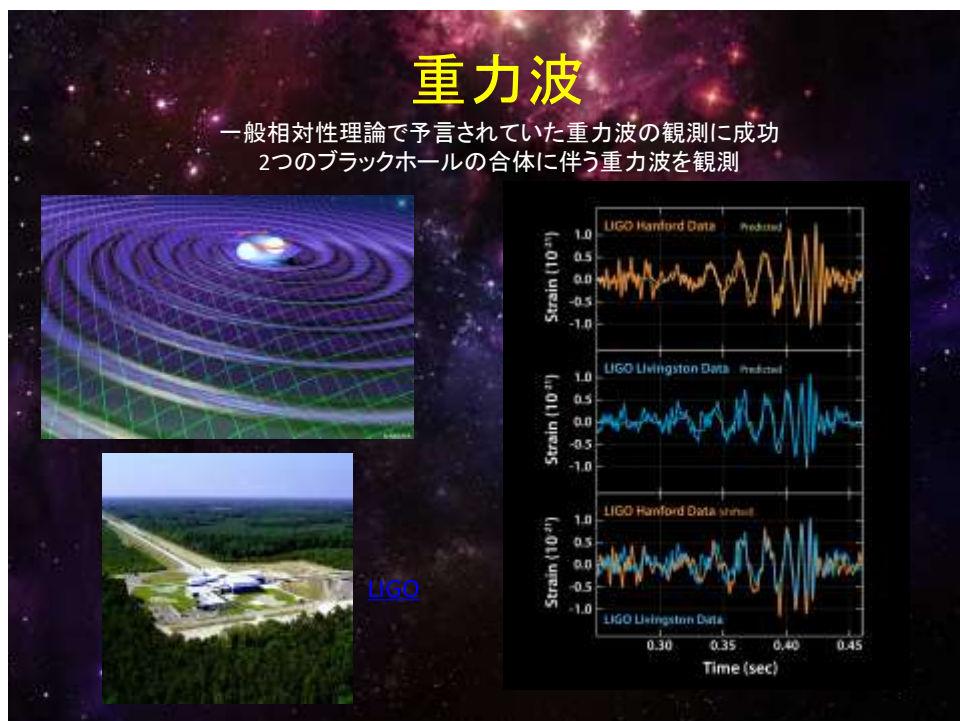 重力波
一般相対性理論で予言されていた重力波の観測に成功
2つのブラックホールの合体に伴う重力波を観測
LIGO
LIGO Hanford Data Predicted
1.0
0.5
0.0
-0.5
-1.0
Strain (10⁻²¹)
LIGO Livingston Data Predicted
1.0
0.5
0.0
-0.5
-1.0
Strain (10⁻²¹)
LIGO Hanford Data shifted
1.0
0.5
0.0
-0.5
-1.0
Strain (10⁻²¹)
LIGO Livingston Data
0.30 0.35 0.40 0.45
Time (sec)